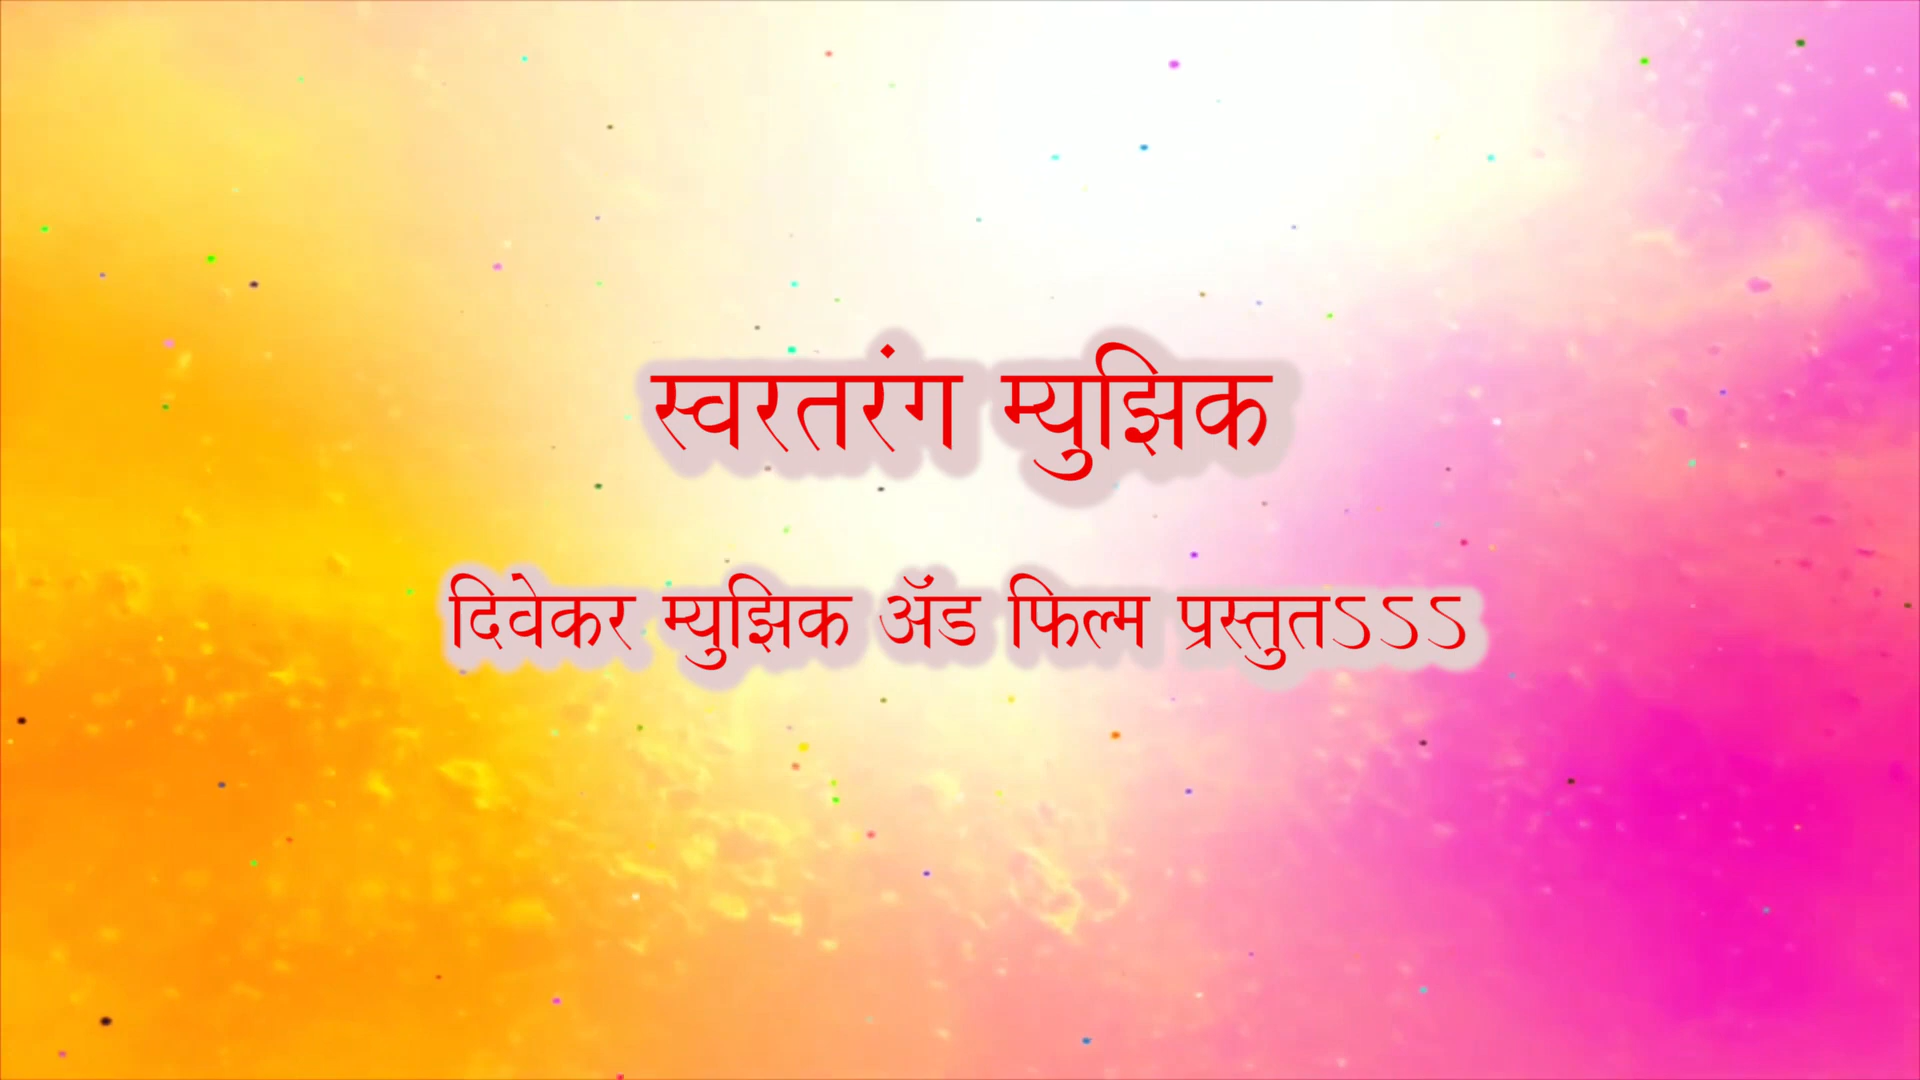 स्वरतरंग म्युझिक
दिवेकर म्युझिक ॲंड फिल्म प्रस्तुतऽऽऽ